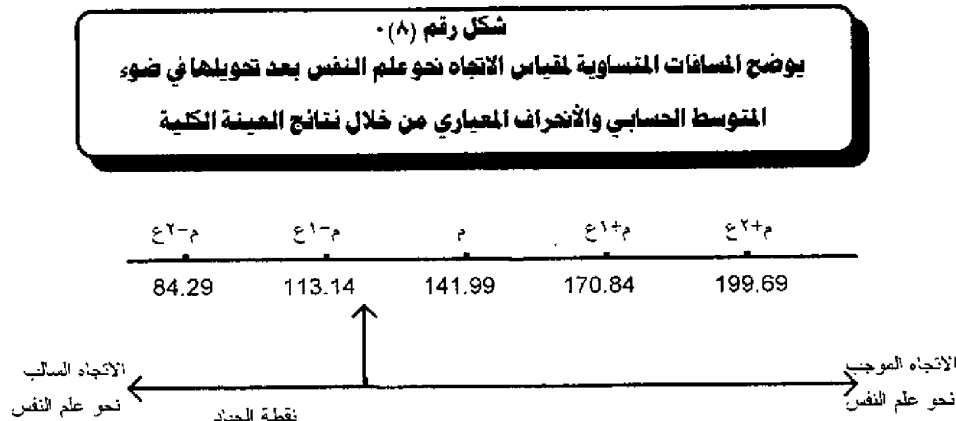 شكل رقم (٨) ٠
يوضح المسافات المتساوية لمقياس الاتجاه نحو علم النفس بعد تحويلها في ضوء
المتوسط الحسابي والأنحراف المعياري من خلال نتائج العينة الكلية
م+٢ع م+١ع م م-١ع م-٢ع
84.29 113.14 141.99 170.84 199.69
الاتجاه الموجب
نحو علم النفس
الاتجاه السالب
نحو علم النفس
نقطة الحياد